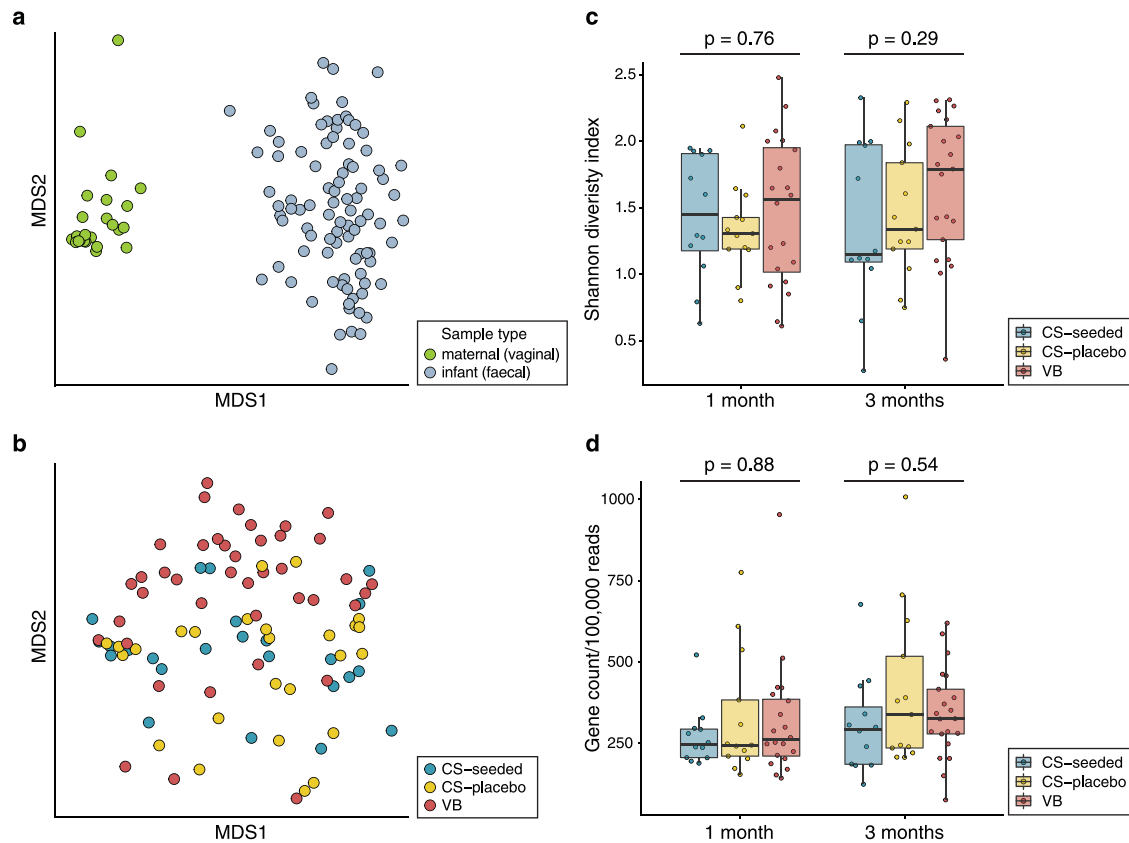 a
MDS2
MDS1
Sample type
maternal (vaginal)
infant (faecal)
b
MDS2
MDS1
CS−seeded
CS−placebo
VB
c
p = 0.76
p = 0.29
Shannon diveristy index
2.5
2.0
1.5
1.0
0.5
1 month
3 months
CS−seeded
CS−placebo
VB
d
p = 0.88
p = 0.54
Gene count/100,000 reads
1000
750
500
250
1 month
3 months
CS−seeded
CS−placebo
VB